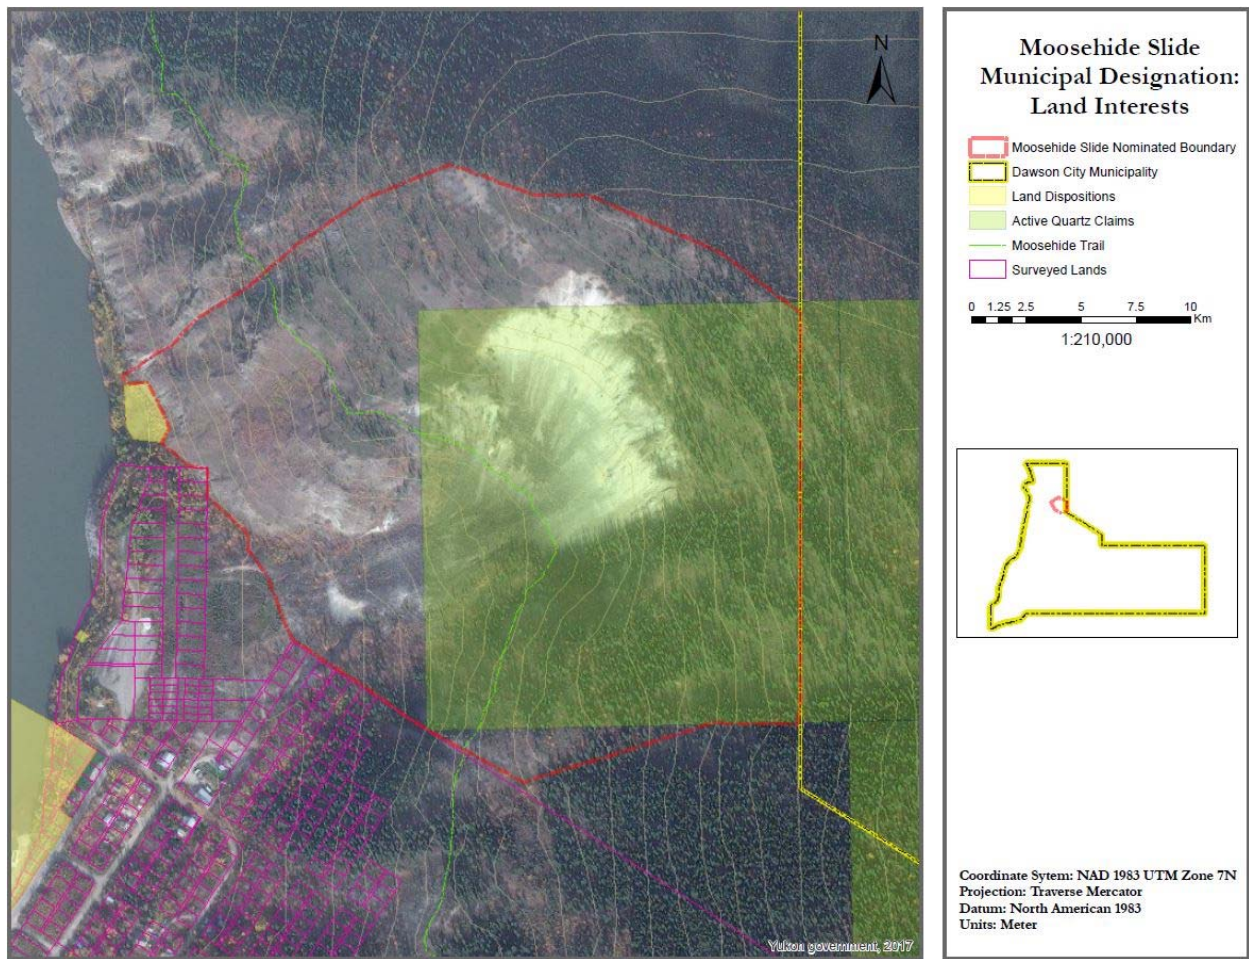 N
Yukon government, 2017
Moosehide Slide
Municipal Designation:
Land Interests
Moosehide Slide Nominated Boundary
Dawson City Municipality
Land Dispositions
Active Quartz Claims
Moosehide Trail
Surveyed Lands
0 1.25 2.5 5 7.5 10
Km
1:210,000
Coordinate Sytem: NAD 1983 UTM Zone 7N
Projection: Traverse Mercator
Datum: North American 1983
Units: Meter